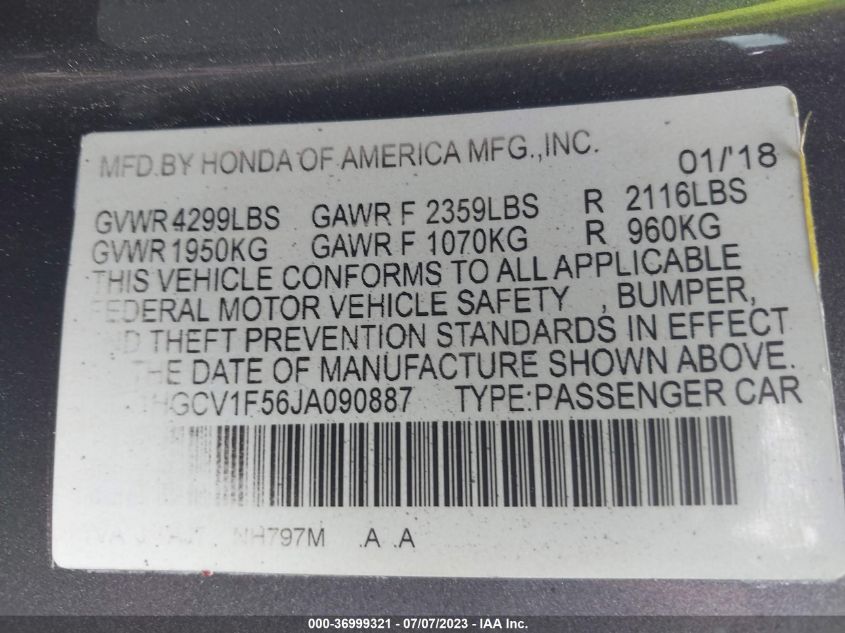 MFD.BY HONDA OF AMERICA MFG.,INC. 01/'18
GVWR 4299LBS GAWR F 2359LBS R 2116LBS
GVWR 1950KG GAWR F 1070KG R 960KG
THIS VEHICLE CONFORMS TO ALL APPLICABLE
FEDERAL MOTOR VEHICLE SAFETY , BUMPER,
AND THEFT PREVENTION STANDARDS IN EFFECT
THE DATE OF MANUFACTURE SHOWN ABOVE.
1HGCV1F56JA090887 TYPE:PASSENGER CAR
NH797M .A .A
000-36999321 / 07/07/2023 - IAA Inc.